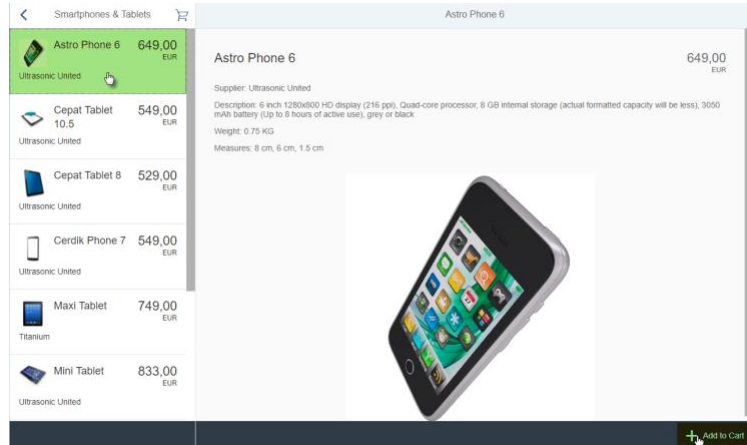 Smartphones & Tablets
Astro Phone 6
Astro Phone 6 649,00
EUR
Ultrasonic United
Cepat Tablet 549,00
10.5 EUR
Ultrasonic United
Cepat Tablet 8 529,00
EUR
Ultrasonic United
Cerdik Phone 7 549,00
EUR
Ultrasonic United
Maxi Tablet 749,00
EUR
Titanium
Mini Tablet 833,00
EUR
Ultrasonic United
Astro Phone 6 649,00
EUR
Supplier: Ultrasonic United
Description: 6 inch 1280x800 HD display (216 ppi), Quad-core processor, 8 GB internal storage (actual formatted capacity will be less), 3050
mAh battery (Up to 8 hours of active use), grey or black
Weight: 0.75 KG
Measures: 8 cm, 6 cm, 1.5 cm
Add to Cart